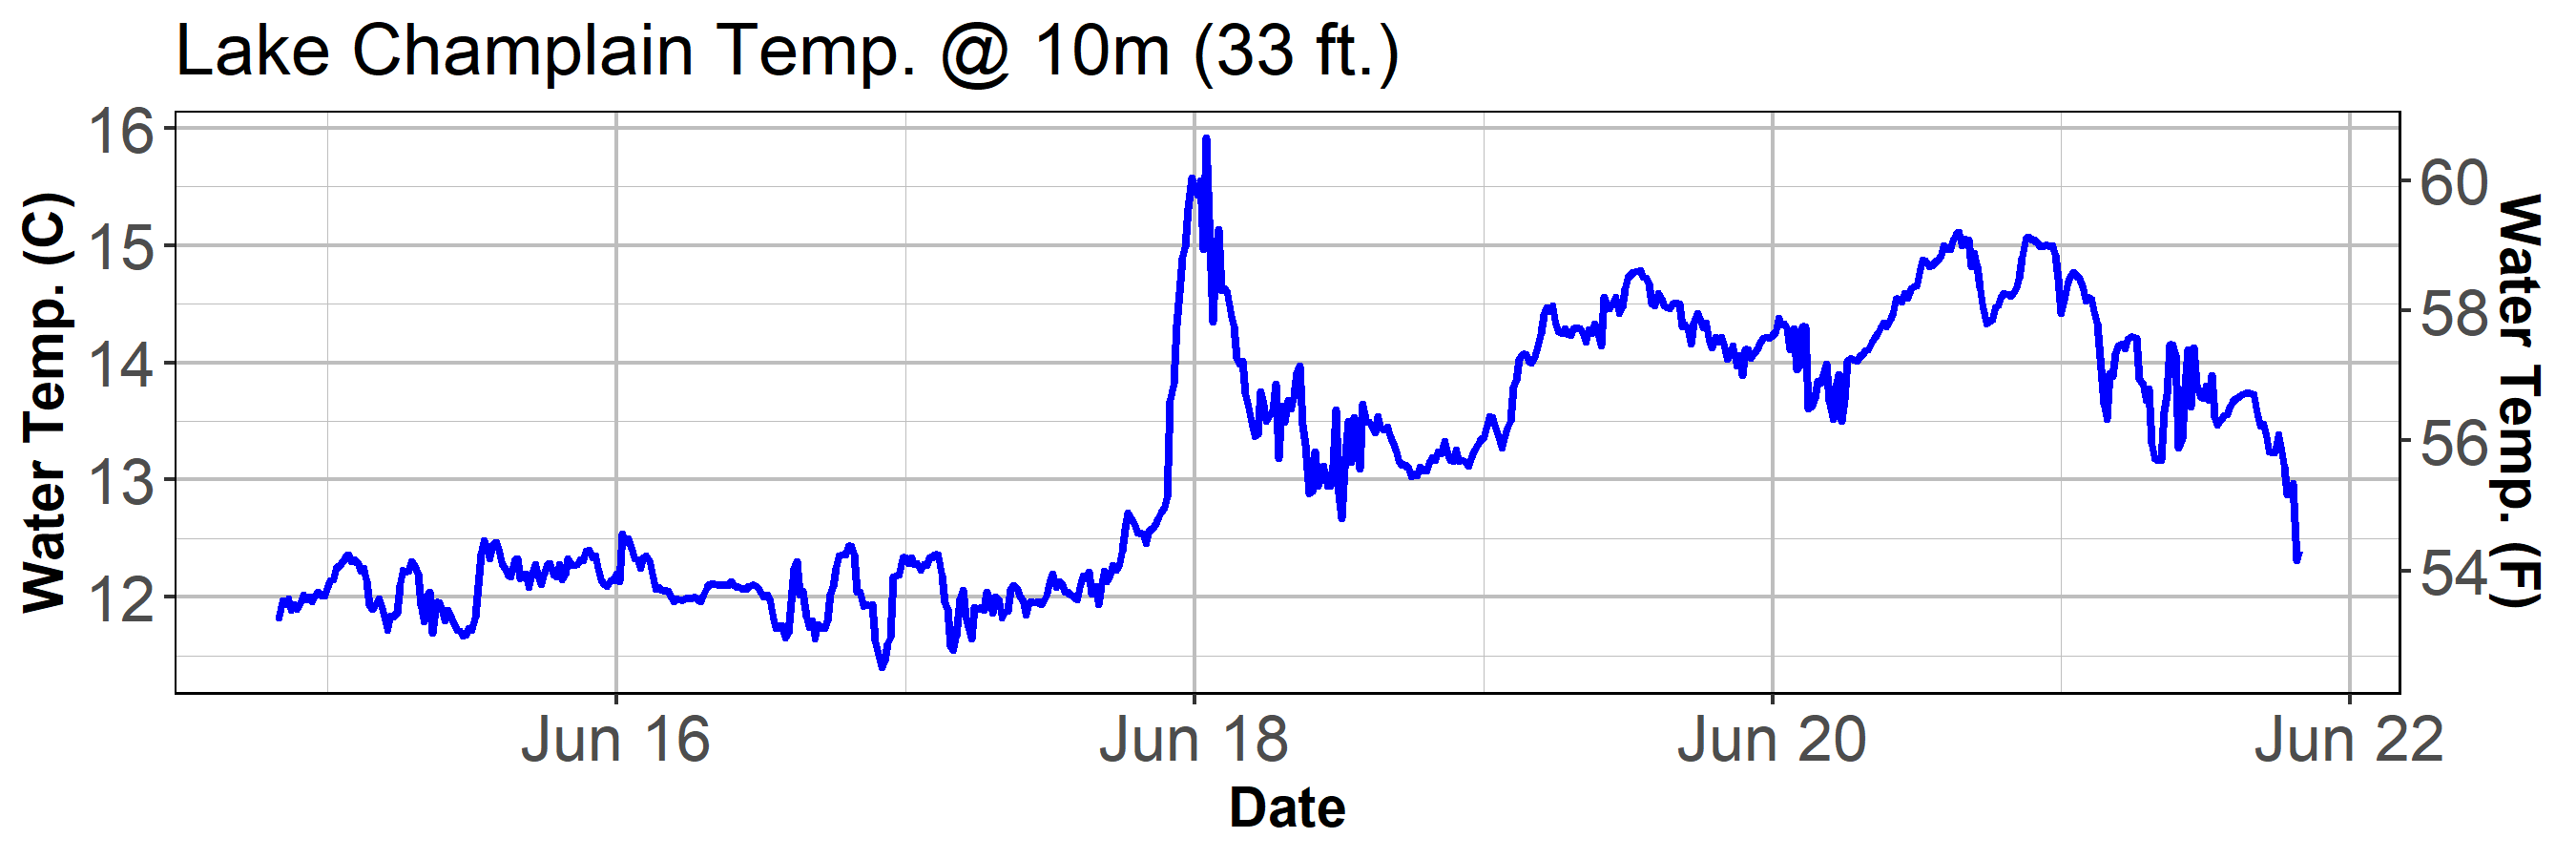 Lake Champlain Temp. @ 10m (33 ft.)
Water Temp. (C)
16
15
14
13
12
60
58
56
54
Water Temp. (F)
Jun 16
Jun 18
Jun 20
Jun 22
Date